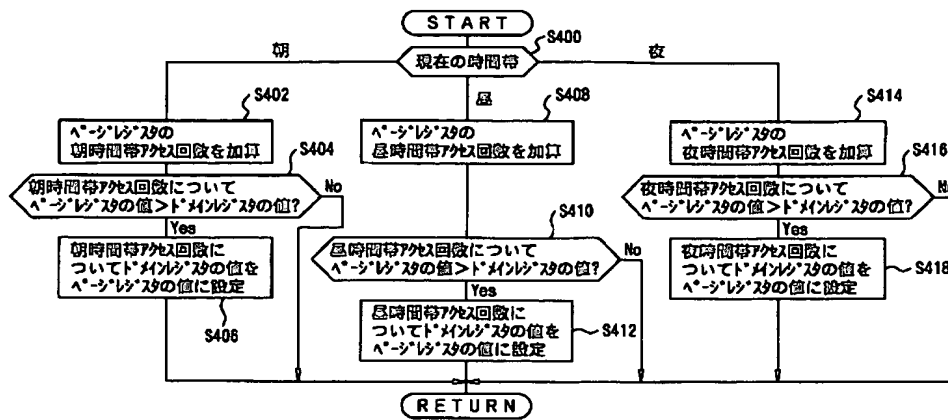 START
S400
現在の時間帯
朝
昼
夜
S402
ページレジスタの
朝時間帯アクセス回数を加算
S404
朝時間帯アクセス回数について
ページレジスタの値>ドメインレジスタの値?
No
Yes
朝時間帯アクセス回数に
ついてドメインレジスタの値を
ページレジスタの値に設定
S406
S408
ページレジスタの
昼時間帯アクセス回数を加算
S410
昼時間帯アクセス回数について
ページレジスタの値>ドメインレジスタの値?
No
Yes
昼時間帯アクセス回数に
ついてドメインレジスタの値を
ページレジスタの値に設定
S412
S414
ページレジスタの
夜時間帯アクセス回数を加算
S416
夜時間帯アクセス回数について
ページレジスタの値>ドメインレジスタの値?
Yes
夜時間帯アクセス回数に
ついてドメインレジスタの値を
ページレジスタの値に設定
S418
RETURN